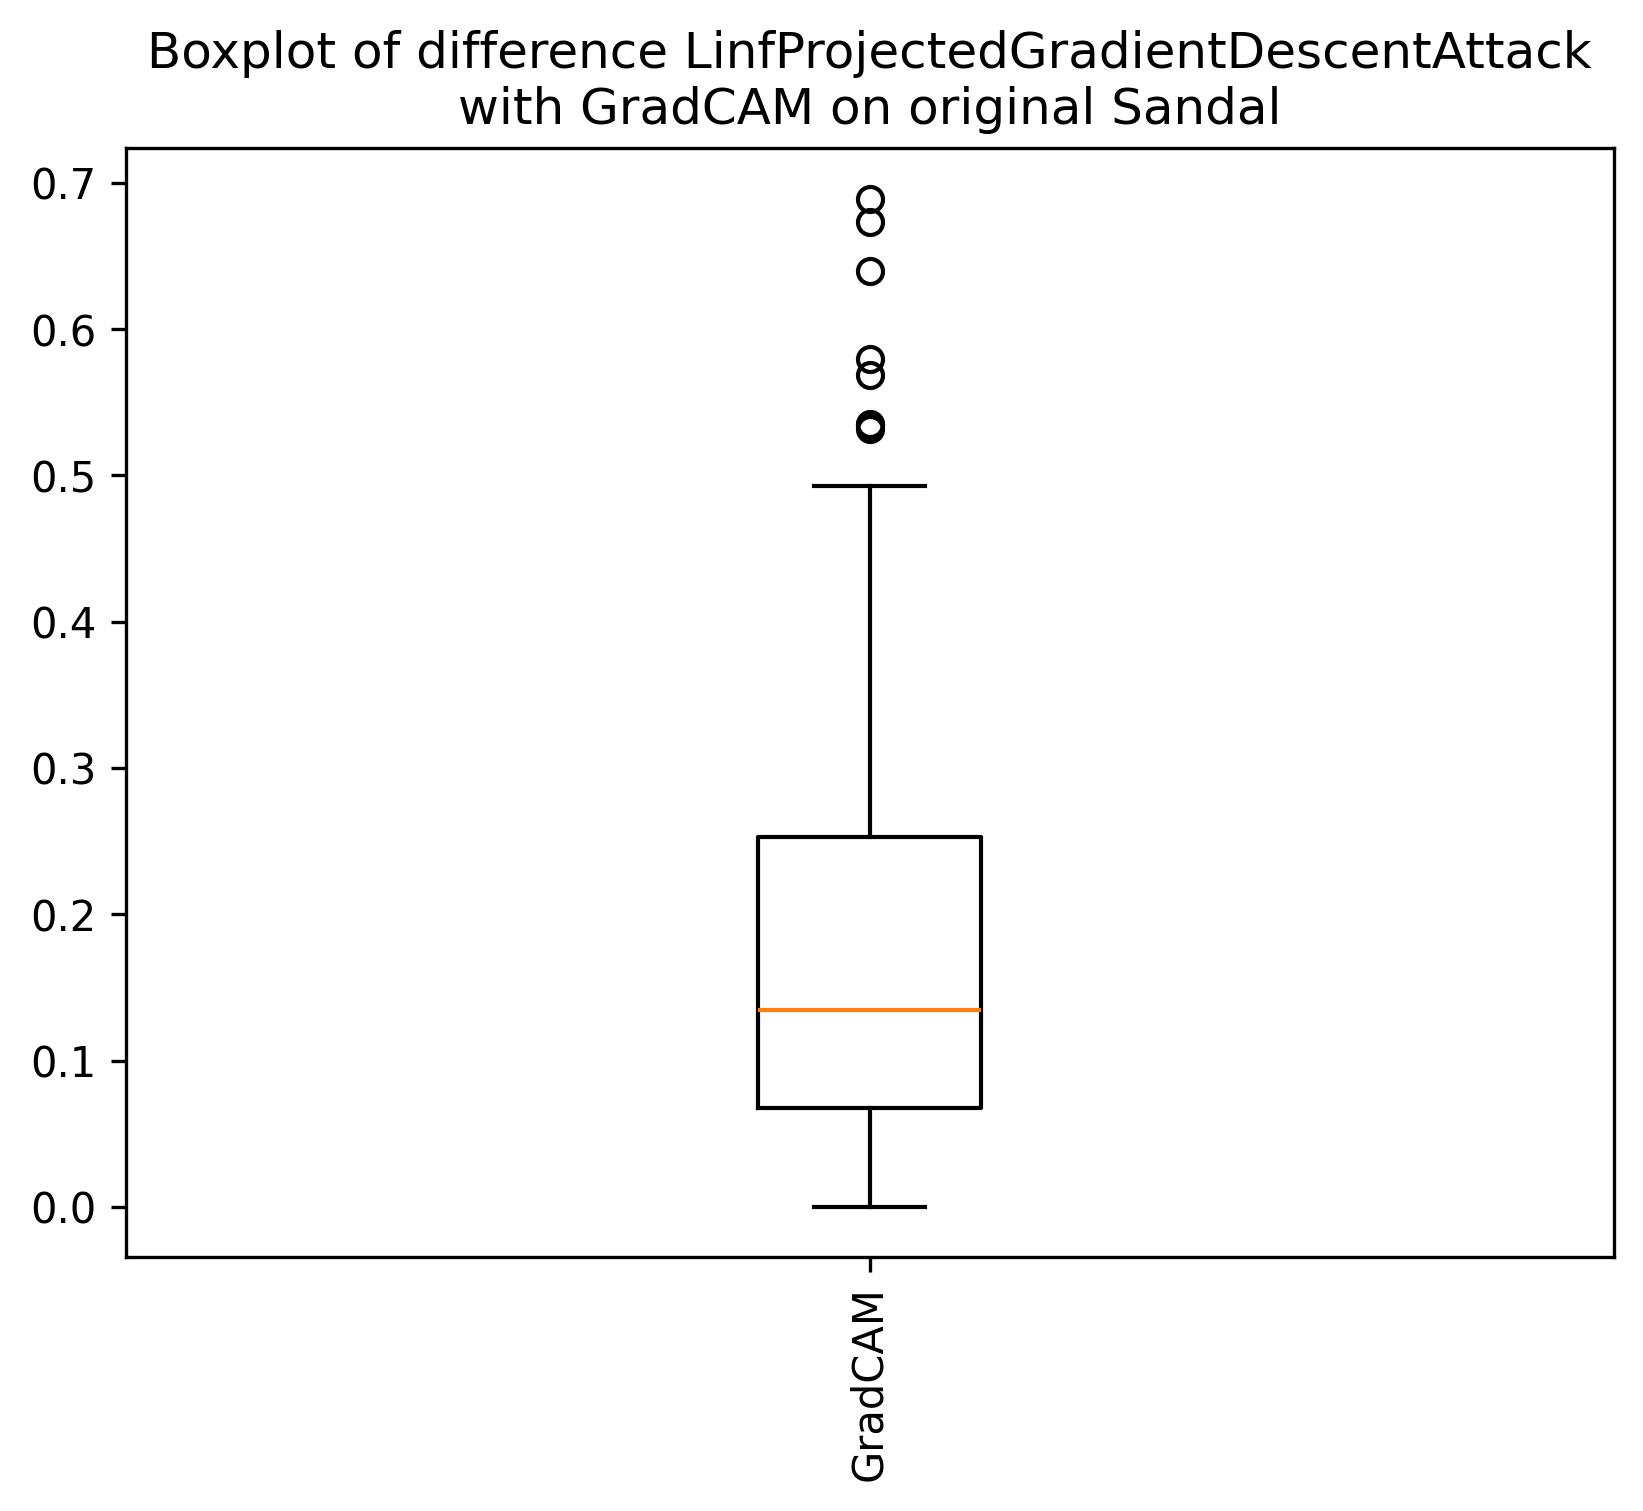 Boxplot of difference LinfProjectedGradientDescentAttack
with GradCAM on original Sandal
0.7
0.6
0.5
0.4
0.3
0.2
0.1
0.0
GradCAM